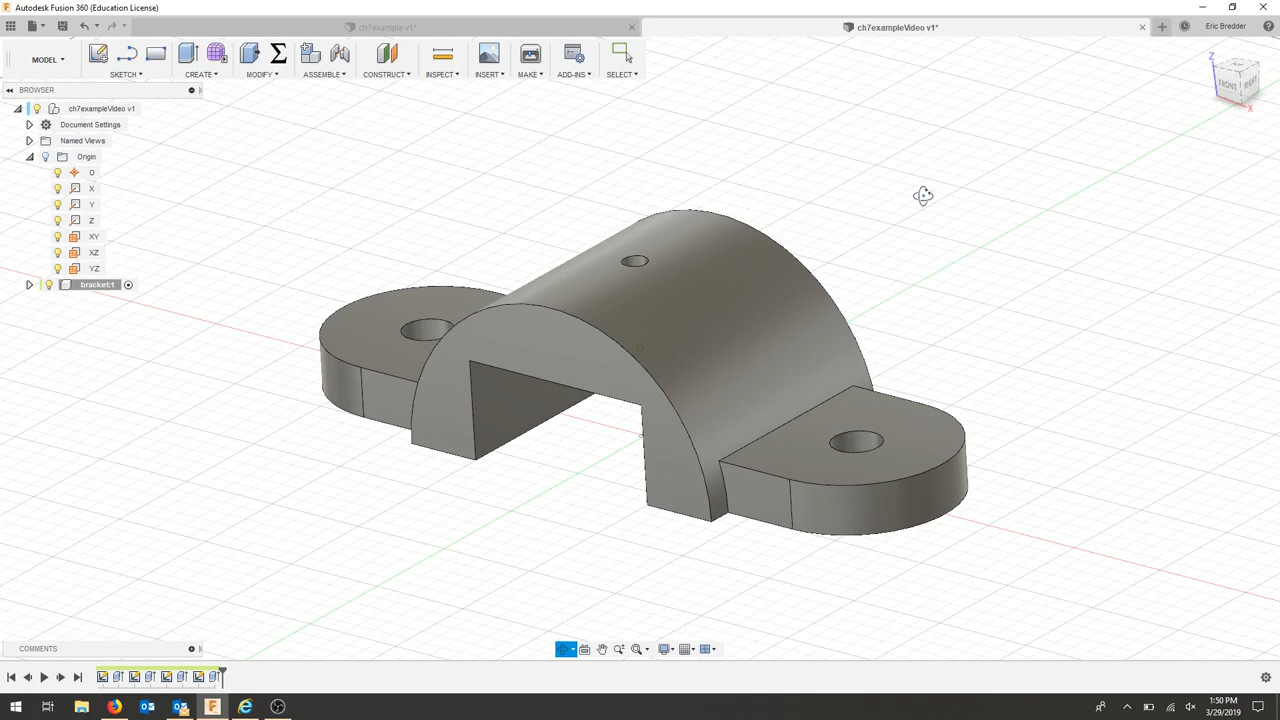 Autodesk Fusion 360 (Education License)
ch7example v1*
ch7exampleVideo v1*
Eric Bredder
MODEL
SKETCH
CREATE
MODIFY
ASSEMBLE
CONSTRUCT
INSPECT
INSERT
MAKE
ADD-INS
SELECT
BROWSER
ch7exampleVideo v1
Document Settings
Named Views
Origin
O
X
Y
Z
XY
XZ
YZ
bracket:1
Z
FRONT
RIGHT
X
COMMENTS
1:50 PM
3/29/2019